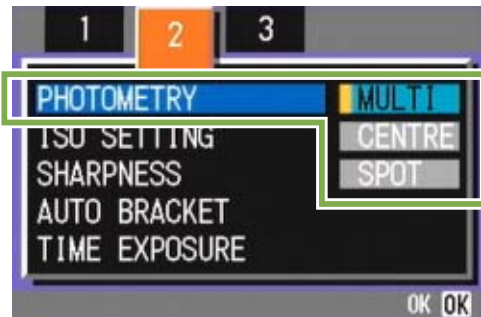 1 2 3
PHOTOMETRY MULTI
ISO SETTING CENTRE
SHARPNESS SPOT
AUTO BRACKET
TIME EXPOSURE
OK OK